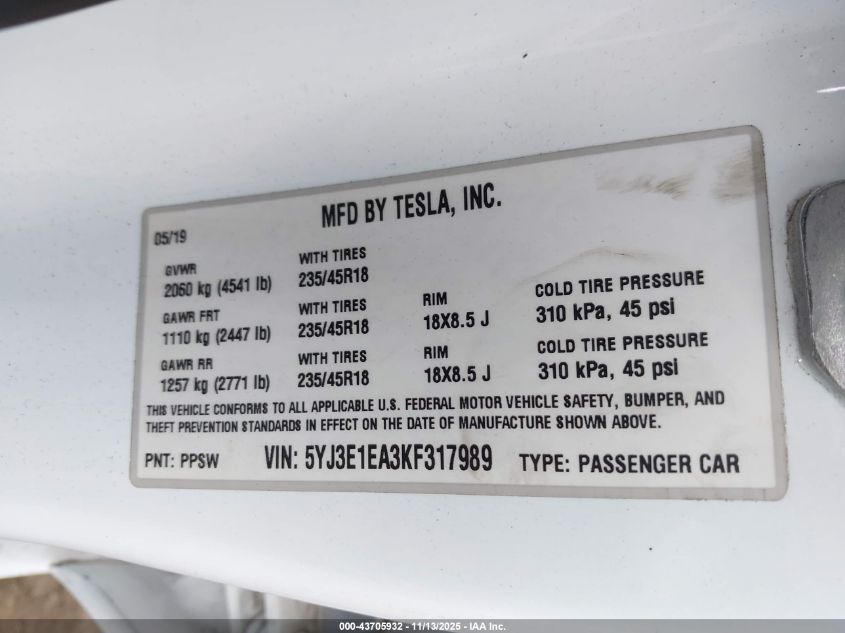 MFD BY TESLA, INC.
05/19
GVWR
2060 kg (4541 lb)
WITH TIRES
235/45R18
GAWR FRT
1110 kg (2447 lb)
WITH TIRES
235/45R18
RIM
18X8.5 J
COLD TIRE PRESSURE
310 kPa, 45 psi
GAWR RR
1257 kg (2771 lb)
WITH TIRES
235/45R18
RIM
18X8.5 J
COLD TIRE PRESSURE
310 kPa, 45 psi
THIS VEHICLE CONFORMS TO ALL APPLICABLE U.S. FEDERAL MOTOR VEHICLE SAFETY, BUMPER, AND
THEFT PREVENTION STANDARDS IN EFFECT ON THE DATE OF MANUFACTURE SHOWN ABOVE.
PNT: PPSW VIN: 5YJ3E1EA3KF317989 TYPE: PASSENGER CAR
000-43705932 - 11/13/2025 - IAA Inc.